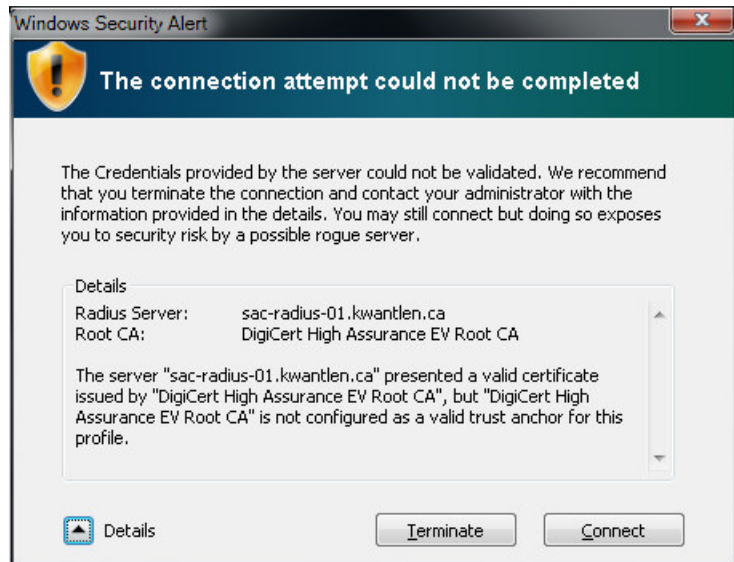 Windows Security Alert
The connection attempt could not be completed
The Credentials provided by the server could not be validated. We recommend
that you terminate the connection and contact your administrator with the
information provided in the details. You may still connect but doing so exposes
you to security risk by a possible rogue server.
Details
Radius Server: sac-radius-01.kwantlen.ca
Root CA: DigiCert High Assurance EV Root CA
The server "sac-radius-01.kwantlen.ca" presented a valid certificate
issued by "DigiCert High Assurance EV Root CA", but "DigiCert High
Assurance EV Root CA" is not configured as a valid trust anchor for this
profile.
Details
Terminate
Connect